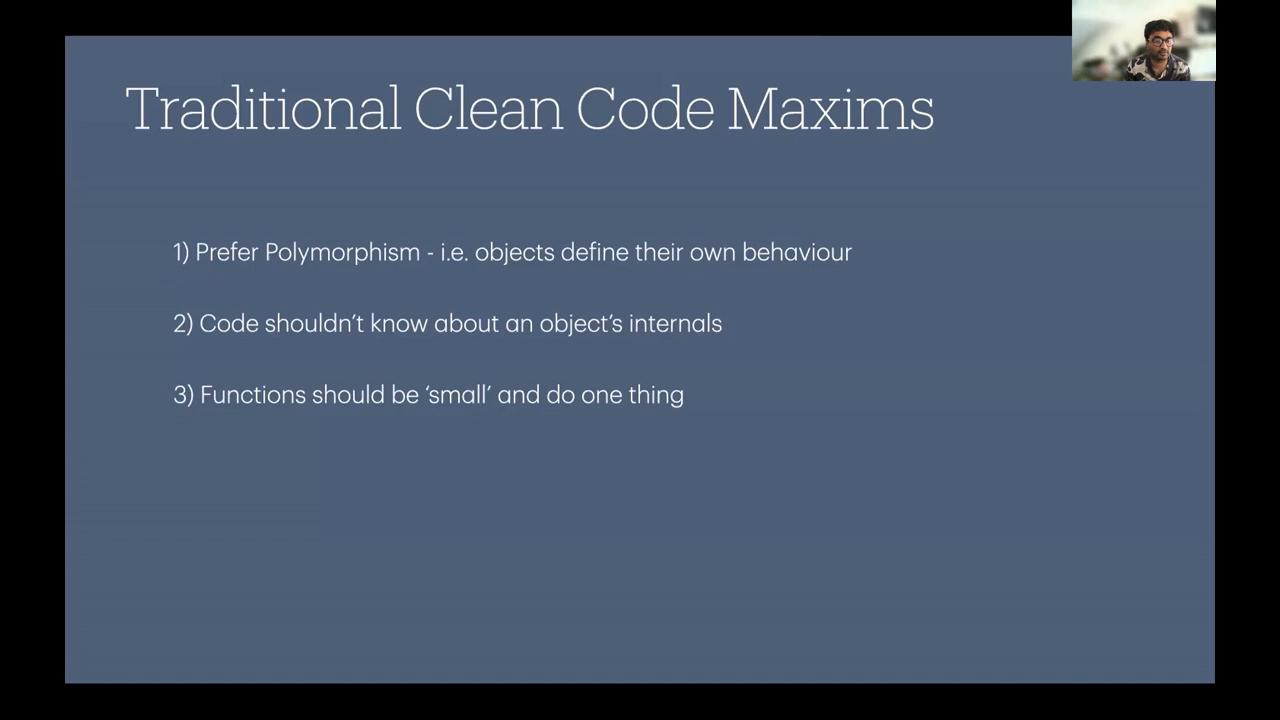 Traditional Clean Code Maxims
1) Prefer Polymorphism - i.e. objects define their own behaviour
2) Code shouldn’t know about an object’s internals
3) Functions should be ‘small’ and do one thing